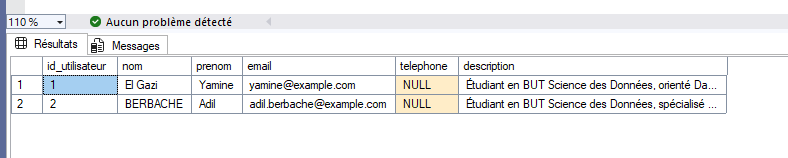 110 % Aucun problème détecté
Résultats Messages
id_utilisateur nom prenom email telephone description
1 1 El Gazi Yamine yamine@example.com NULL Étudiant en BUT Science des Données, orienté Da...
2 2 BERBACHE Adil adil.berbache@example.com NULL Étudiant en BUT Science des Données, spécialisé ...